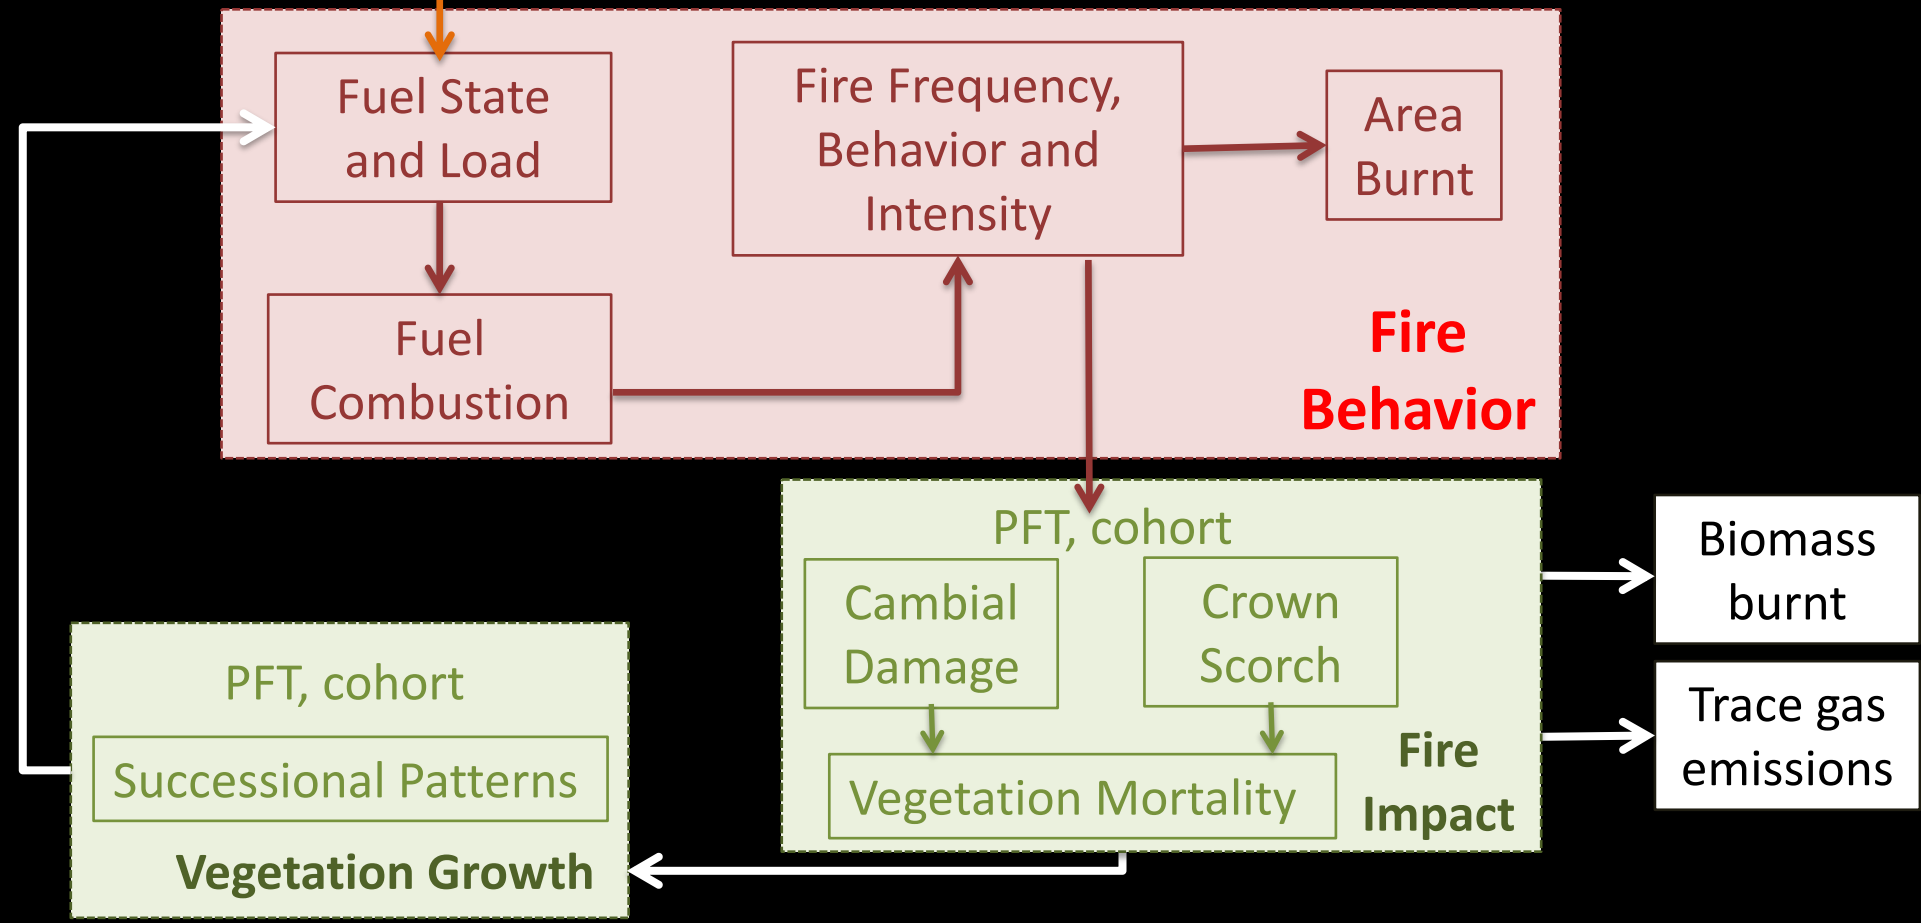 Fuel State
and Load
Fire Frequency,
Behavior and
Intensity
Area
Burnt
Fuel
Combustion
Fire
Behavior
PFT, cohort
Cambial
Damage
Crown
Scorch
Vegetation Mortality
Fire
Impact
Biomass
burnt
Trace gas
emissions
PFT, cohort
Successional Patterns
Vegetation Growth